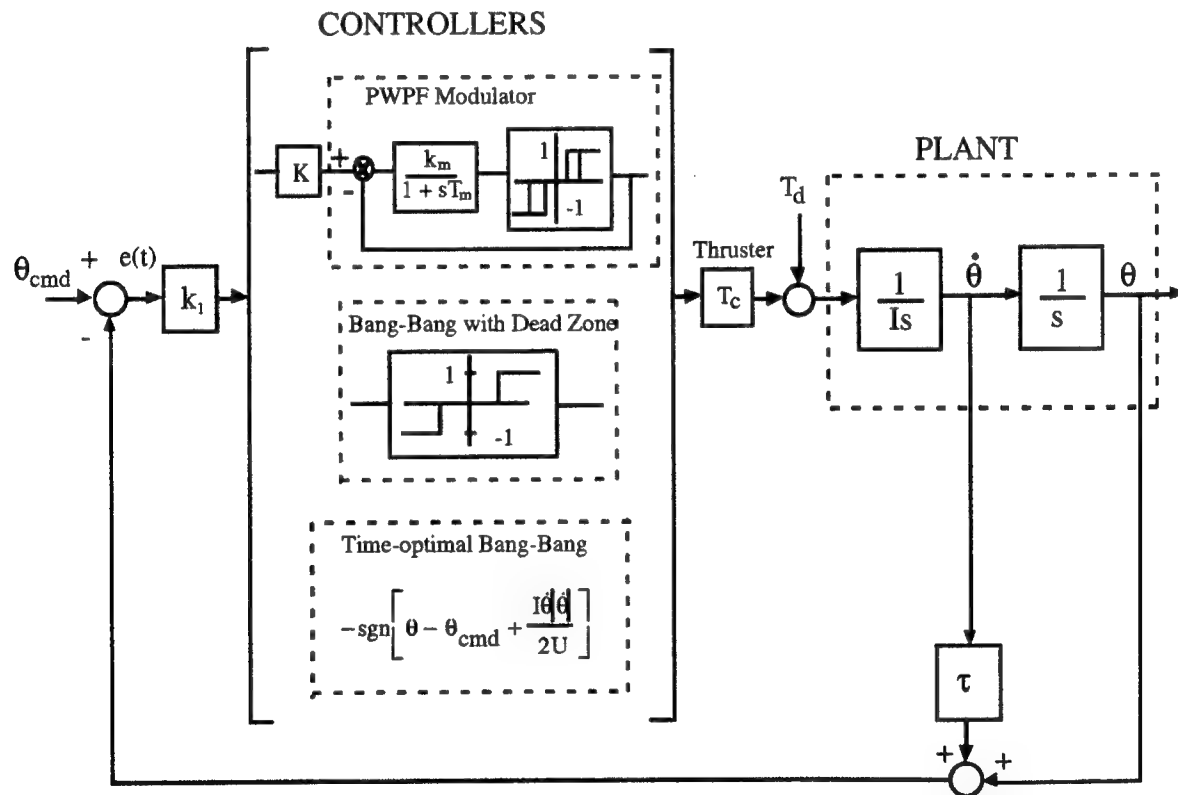 CONTROLLERS
PWPF Modulator
K
+
-
k_m
1 + sT_m
1
-1
PLANT
T_d
θ_cmd
+
e(t)
-
k_1
Thruster
T_c
1
Is
θ̇
1
s
θ
Bang-Bang with Dead Zone
1
-1
Time-optimal Bang-Bang
-sgn[θ - θ_cmd + Iθ̇|θ̇| / 2U]
τ
+
+